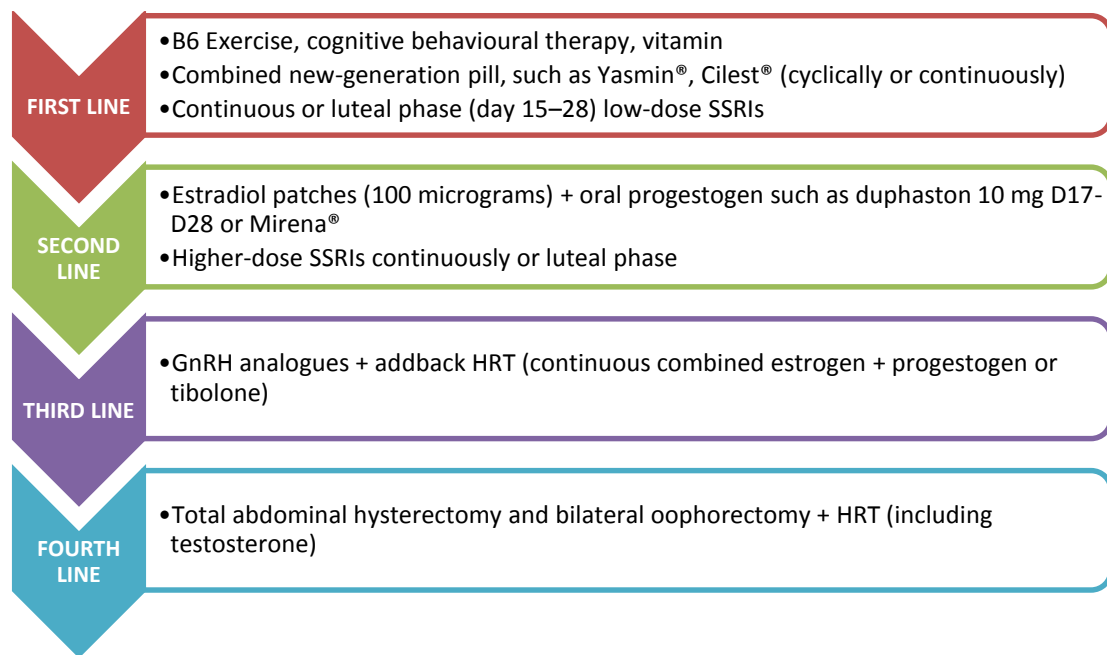 FIRST LINE
•B6 Exercise, cognitive behavioural therapy, vitamin
•Combined new-generation pill, such as Yasmin®, Cilest® (cyclically or continuously)
•Continuous or luteal phase (day 15–28) low-dose SSRIs
SECOND
LINE
•Estradiol patches (100 micrograms) + oral progestogen such as duphaston 10 mg D17-
D28 or Mirena®
•Higher-dose SSRIs continuously or luteal phase
THIRD LINE
•GnRH analogues + addback HRT (continuous combined estrogen + progestogen or
tibolone)
FOURTH
LINE
•Total abdominal hysterectomy and bilateral oophorectomy + HRT (including
testosterone)